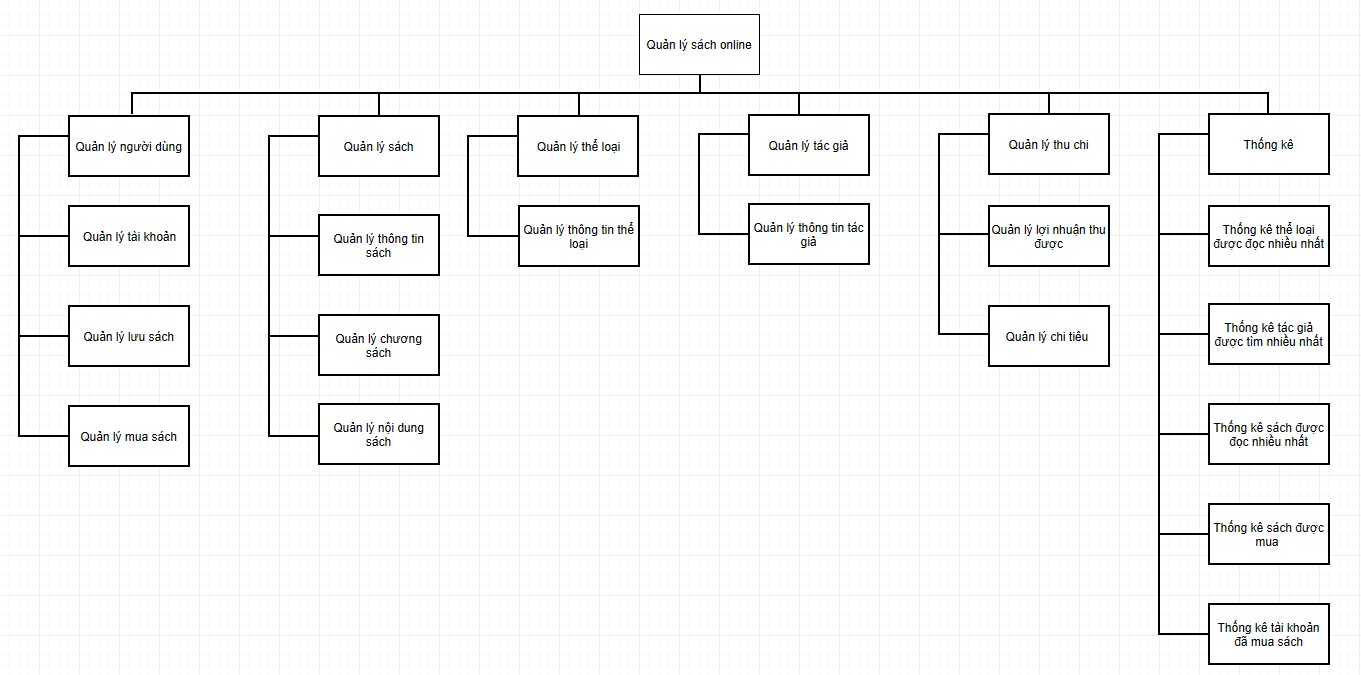 Quản lý sách online
Quản lý người dùng
Quản lý tài khoản
Quản lý lưu sách
Quản lý mua sách
Quản lý sách
Quản lý thông tin
sách
Quản lý chương
sách
Quản lý nội dung
sách
Quản lý thể loại
Quản lý thông tin thể
loại
Quản lý tác giả
Quản lý thông tin tác
giả
Quản lý thu chi
Quản lý lợi nhuận thu
được
Quản lý chi tiêu
Thống kê
Thống kê thể loại
được đọc nhiều nhất
Thống kê tác giả
được tìm nhiều nhất
Thống kê sách được
đọc nhiều nhất
Thống kê sách được
mua
Thống kê tài khoản
đã mua sách